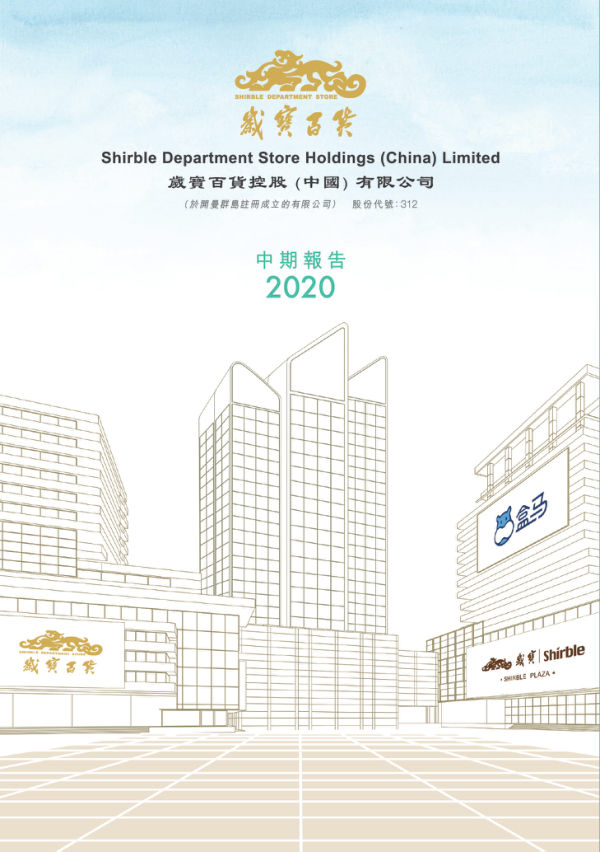 SHIRBLE DEPARTMENT STORE
歲寶百貨
Shirble Department Store Holdings (China) Limited
歲寶百貨控股(中國)有限公司
(於開曼群島註冊成立的有限公司) 股份代號:312
中期報告
2020
盒马
SHIRBLE DEPARTMENT STORE
歲寶百貨
歲寶 | Shirble
• SHIRBLE PLAZA •